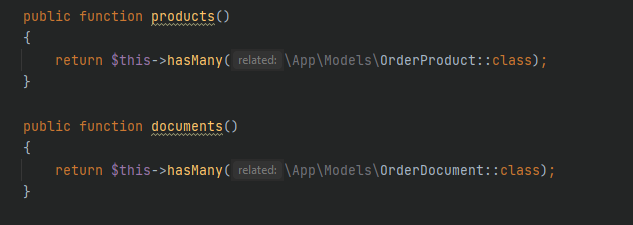 public function products()
{
return $this->hasMany( related: \App\Models\OrderProduct::class);
}
public function documents()
{
return $this->hasMany( related: \App\Models\OrderDocument::class);
}